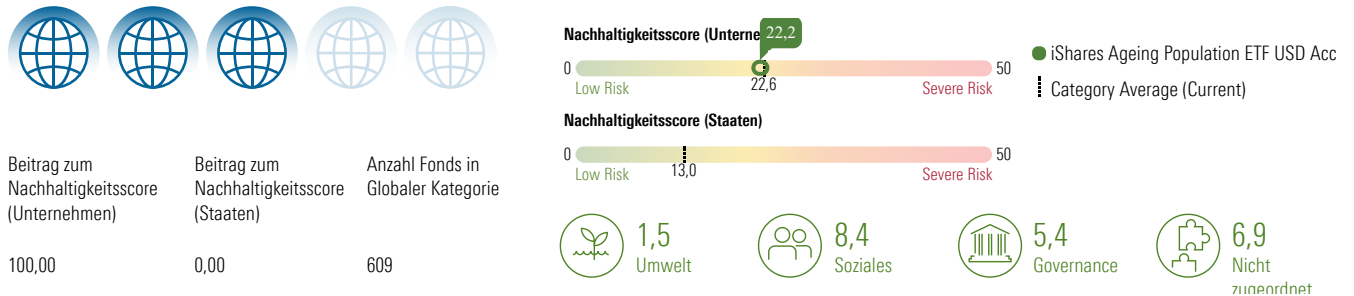 Beitrag zum
Nachhaltigkeitsscore
(Unternehmen)
100,00
Beitrag zum
Nachhaltigkeitsscore
(Staaten)
0,00
Anzahl Fonds in
Globaler Kategorie
609
Nachhaltigkeitsscore (Unterne
22,2
0
50
Low Risk
22,6
Severe Risk
Nachhaltigkeitsscore (Staaten)
0
50
Low Risk
13,0
Severe Risk
iShares Ageing Population ETF USD Acc
Category Average (Current)
1,5
Umwelt
8,4
Soziales
5,4
Governance
6,9
Nicht
zugeordnet